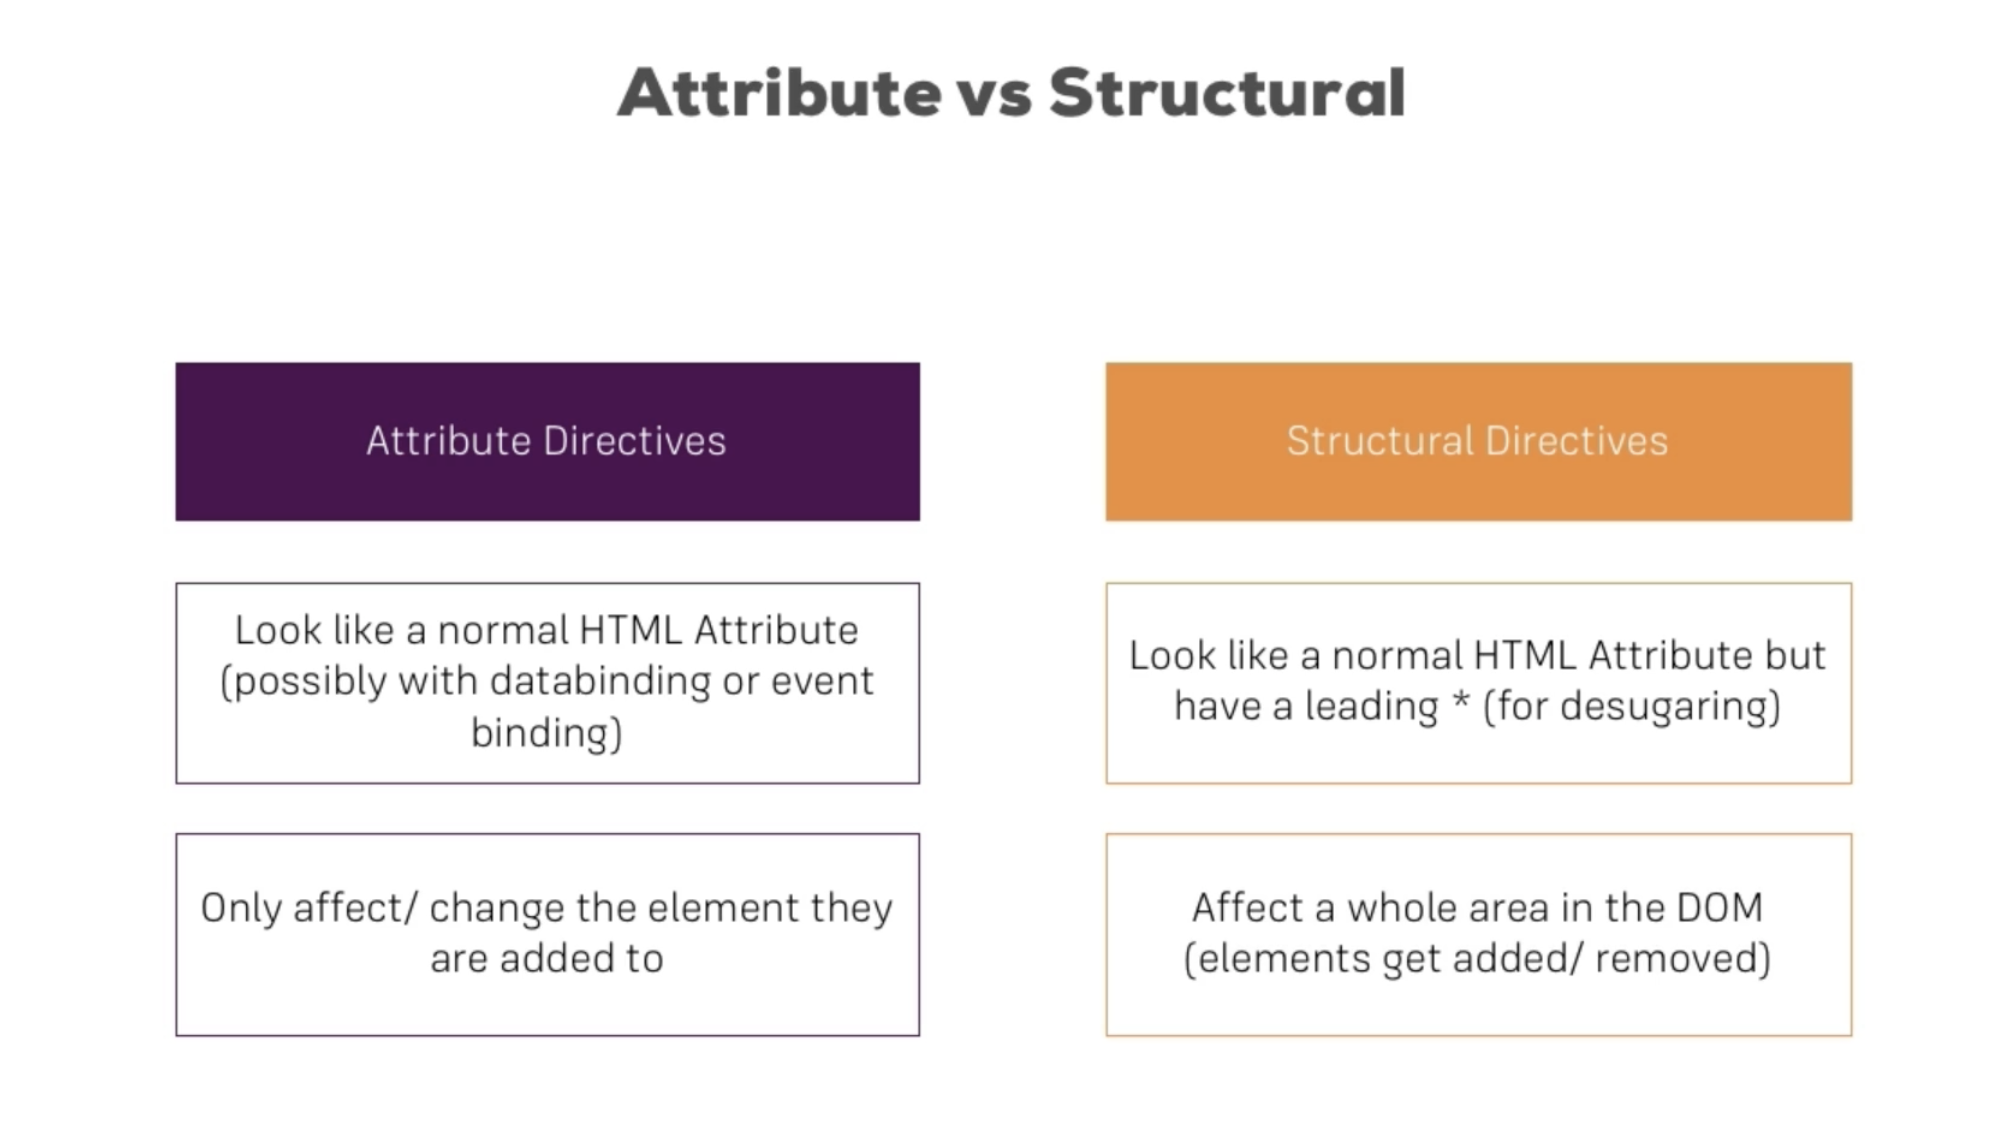 Attribute vs Structural
Attribute Directives
Look like a normal HTML Attribute
(possibly with databinding or event
binding)
Only affect/ change the element they
are added to
Structural Directives
Look like a normal HTML Attribute but
have a leading * (for desugaring)
Affect a whole area in the DOM
(elements get added/ removed)